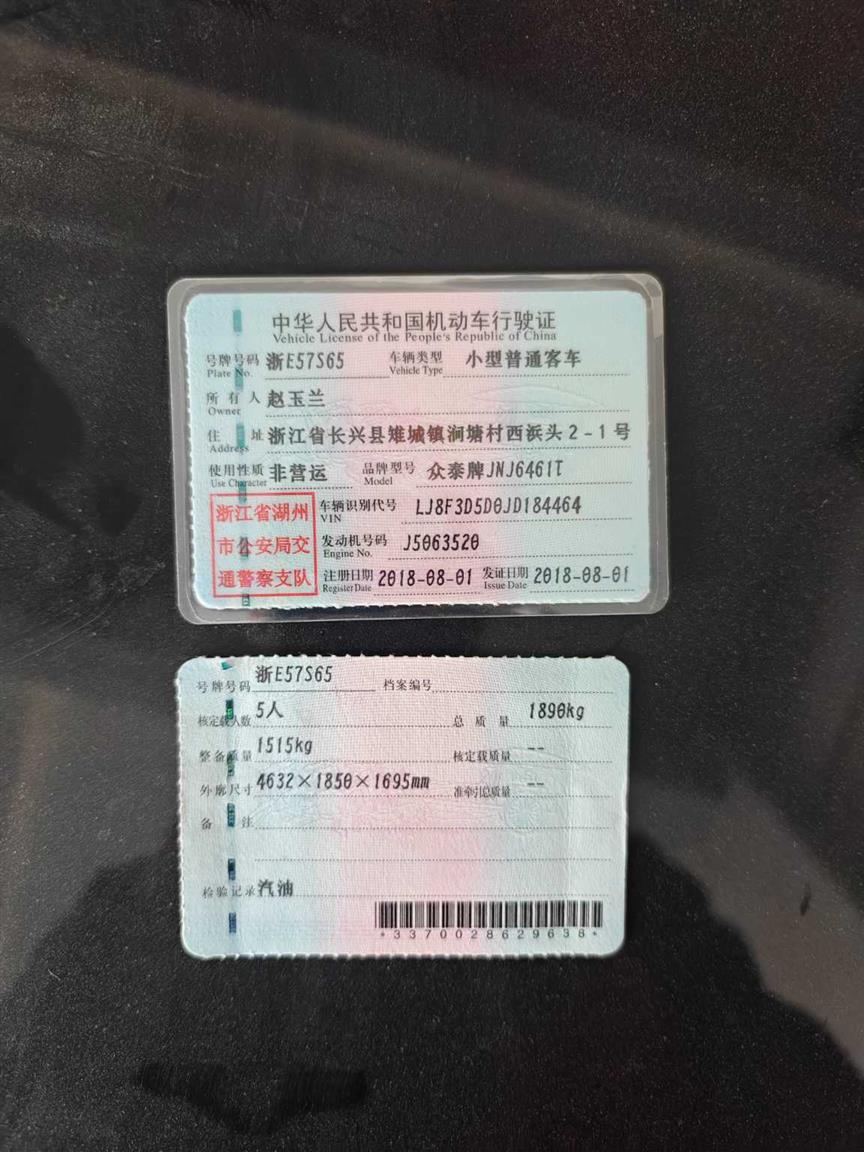 中华人民共和国机动车行驶证
Vehicle License of the People's Republic of China
号牌号码 浙E57S65 车辆类型 小型普通客车
Plate No. Vehicle Type
所有人 赵玉兰
Owner
住址 浙江省长兴县雉城镇涧塘村西浜头2-1号
Address
使用性质 非营运 品牌型号 众泰牌JNJ6461T
Use Character Model
浙江省湖州
市公安局交
通警察支队
车辆识别代号 LJ8F3D5D0JD184464
VIN
发动机号码 J5063520
Engine No.
注册日期 2018-08-01 发证日期 2018-08-01
Register Date Issue Date
号牌号码 浙E57S65 档案编号
核定载人数 5人 总质量 1890kg
整备质量 1515kg 核定载质量 --
外廓尺寸 4632×1850×1695mm 准牵引总质量 --
备注
检验记录 汽油
*3370028629638*